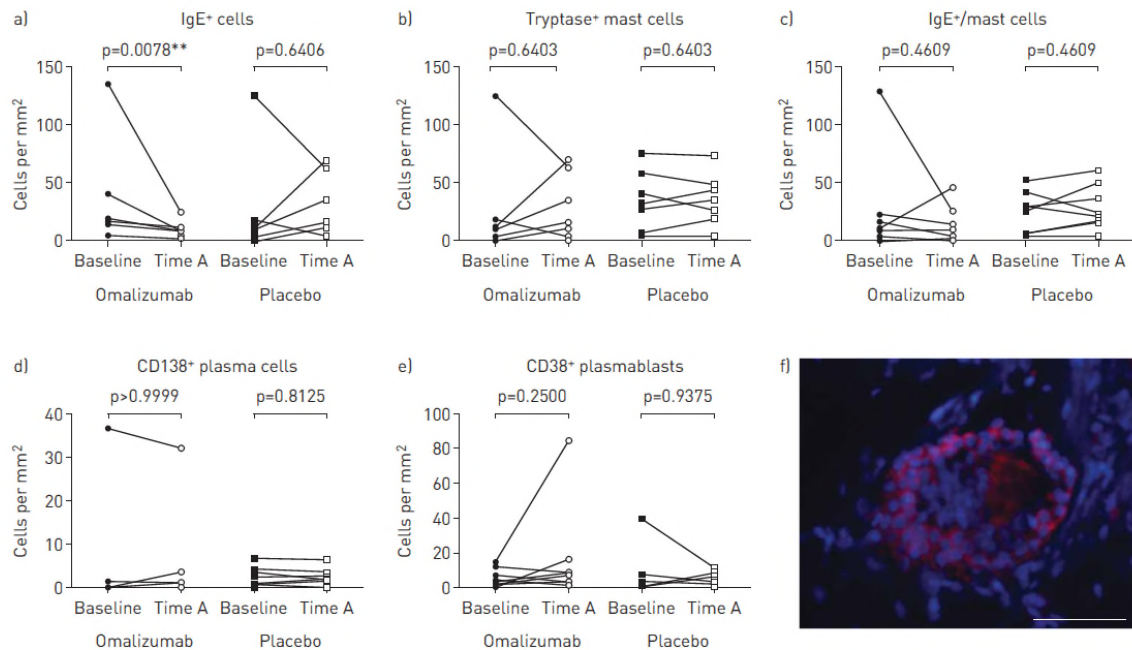 a) IgE⁺ cells
p=0.0078** p=0.6406
150
100
50
0
Cells per mm²
Baseline Time A Baseline Time A
Omalizumab Placebo
b) Tryptase⁺ mast cells
p=0.6403 p=0.6403
150
100
50
0
Cells per mm²
Baseline Time A Baseline Time A
Omalizumab Placebo
c) IgE⁺/mast cells
p=0.4609 p=0.4609
150
100
50
0
Cells per mm²
Baseline Time A Baseline Time A
Omalizumab Placebo
d) CD138⁺ plasma cells
p>0.9999 p=0.8125
40
30
20
10
0
Cells per mm²
Baseline Time A Baseline Time A
Omalizumab Placebo
e) CD38⁺ plasmablasts
p=0.2500 p=0.9375
100
80
60
40
20
0
Cells per mm²
Baseline Time A Baseline Time A
Omalizumab Placebo
f)